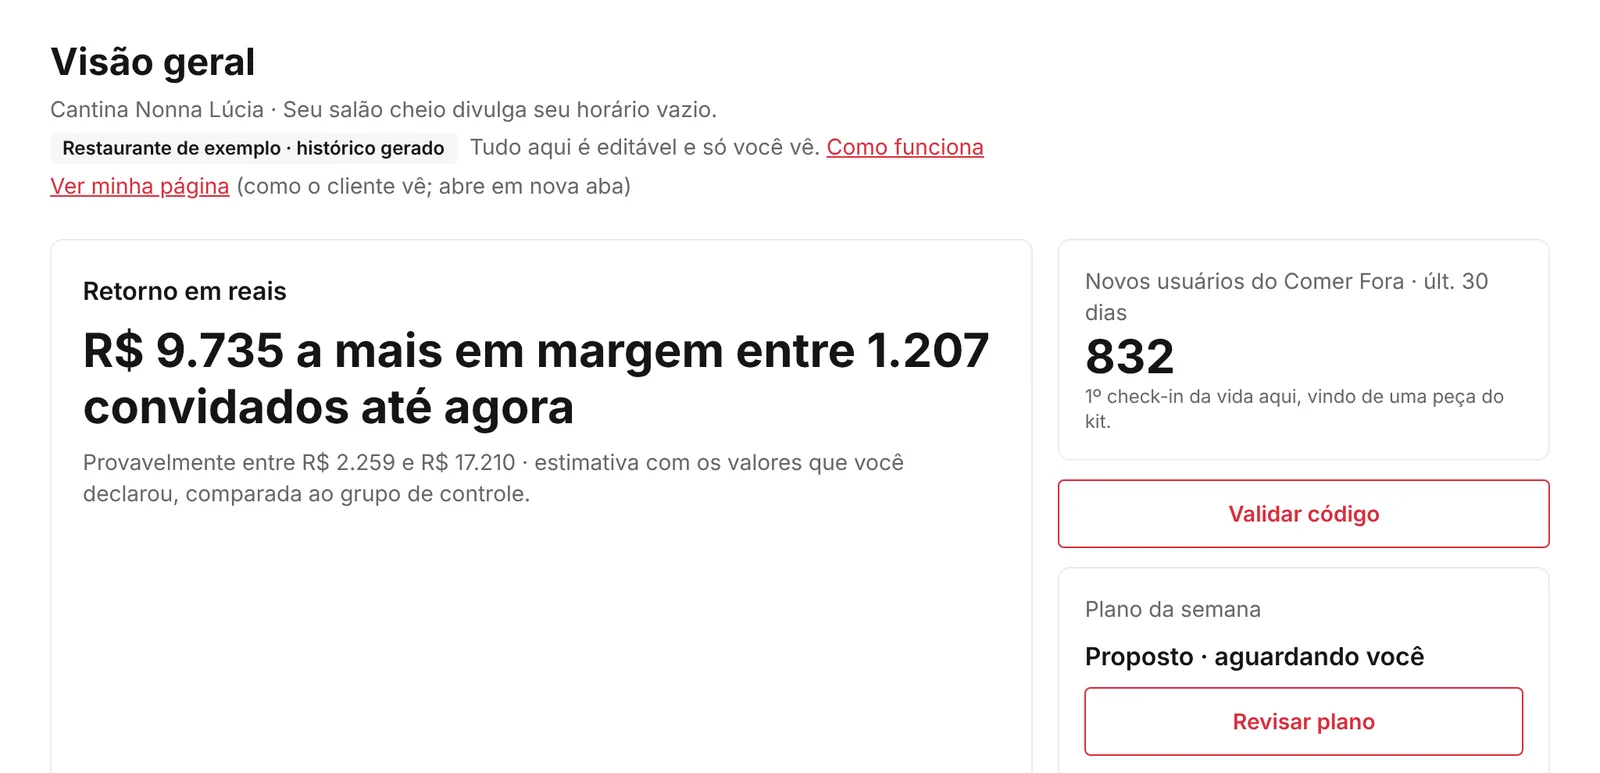 Visão geral
Cantina Nonna Lúcia · Seu salão cheio divulga seu horário vazio.
Restaurante de exemplo · histórico gerado Tudo aqui é editável e só você vê. Como funciona
Ver minha página (como o cliente vê; abre em nova aba)
Retorno em reais
R$ 9.735 a mais em margem entre 1.207
convidados até agora
Provavelmente entre R$ 2.259 e R$ 17.210 · estimativa com os valores que você
declarou, comparada ao grupo de controle.
Novos usuários do Comer Fora · últ. 30
dias
832
1º check-in da vida aqui, vindo de uma peça do
kit.
Validar código
Plano da semana
Proposto · aguardando você
Revisar plano